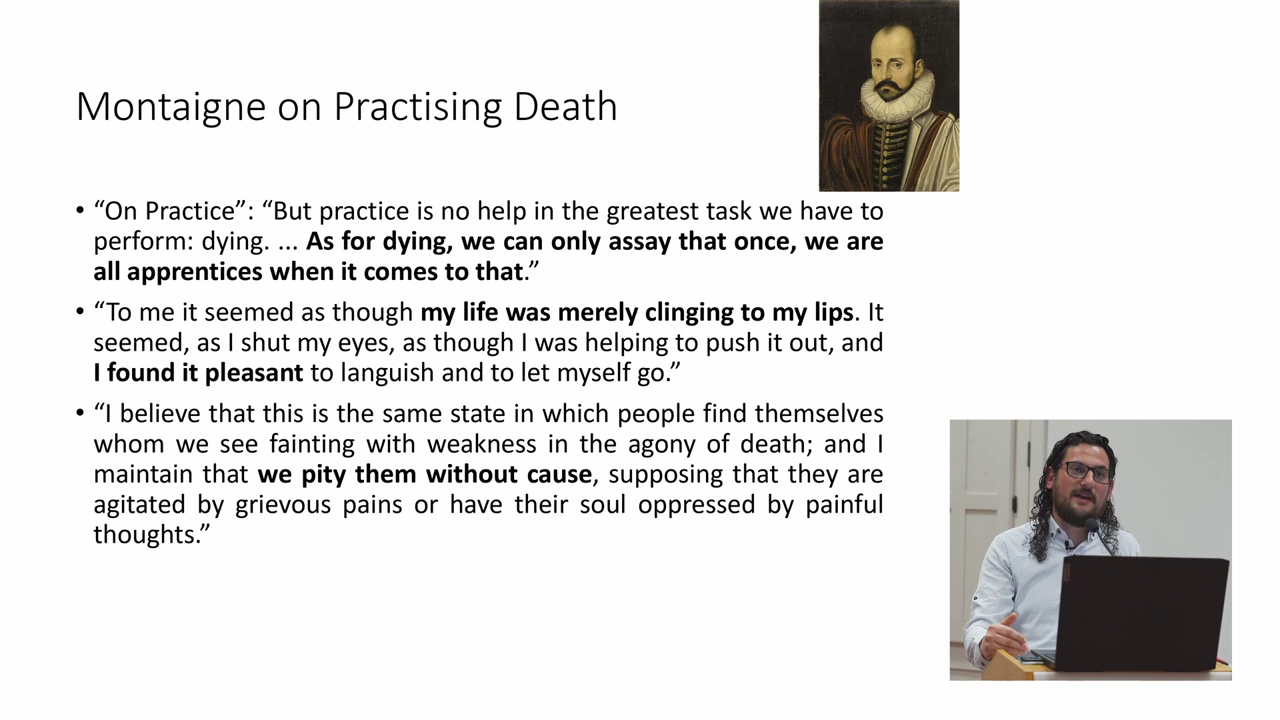 Montaigne on Practising Death
• “On Practice”: “But practice is no help in the greatest task we have to
perform: dying. ... As for dying, we can only assay that once, we are
all apprentices when it comes to that.”
• “To me it seemed as though my life was merely clinging to my lips. It
seemed, as I shut my eyes, as though I was helping to push it out, and
I found it pleasant to languish and to let myself go.”
• “I believe that this is the same state in which people find themselves
whom we see fainting with weakness in the agony of death; and I
maintain that we pity them without cause, supposing that they are
agitated by grievous pains or have their soul oppressed by painful
thoughts.”